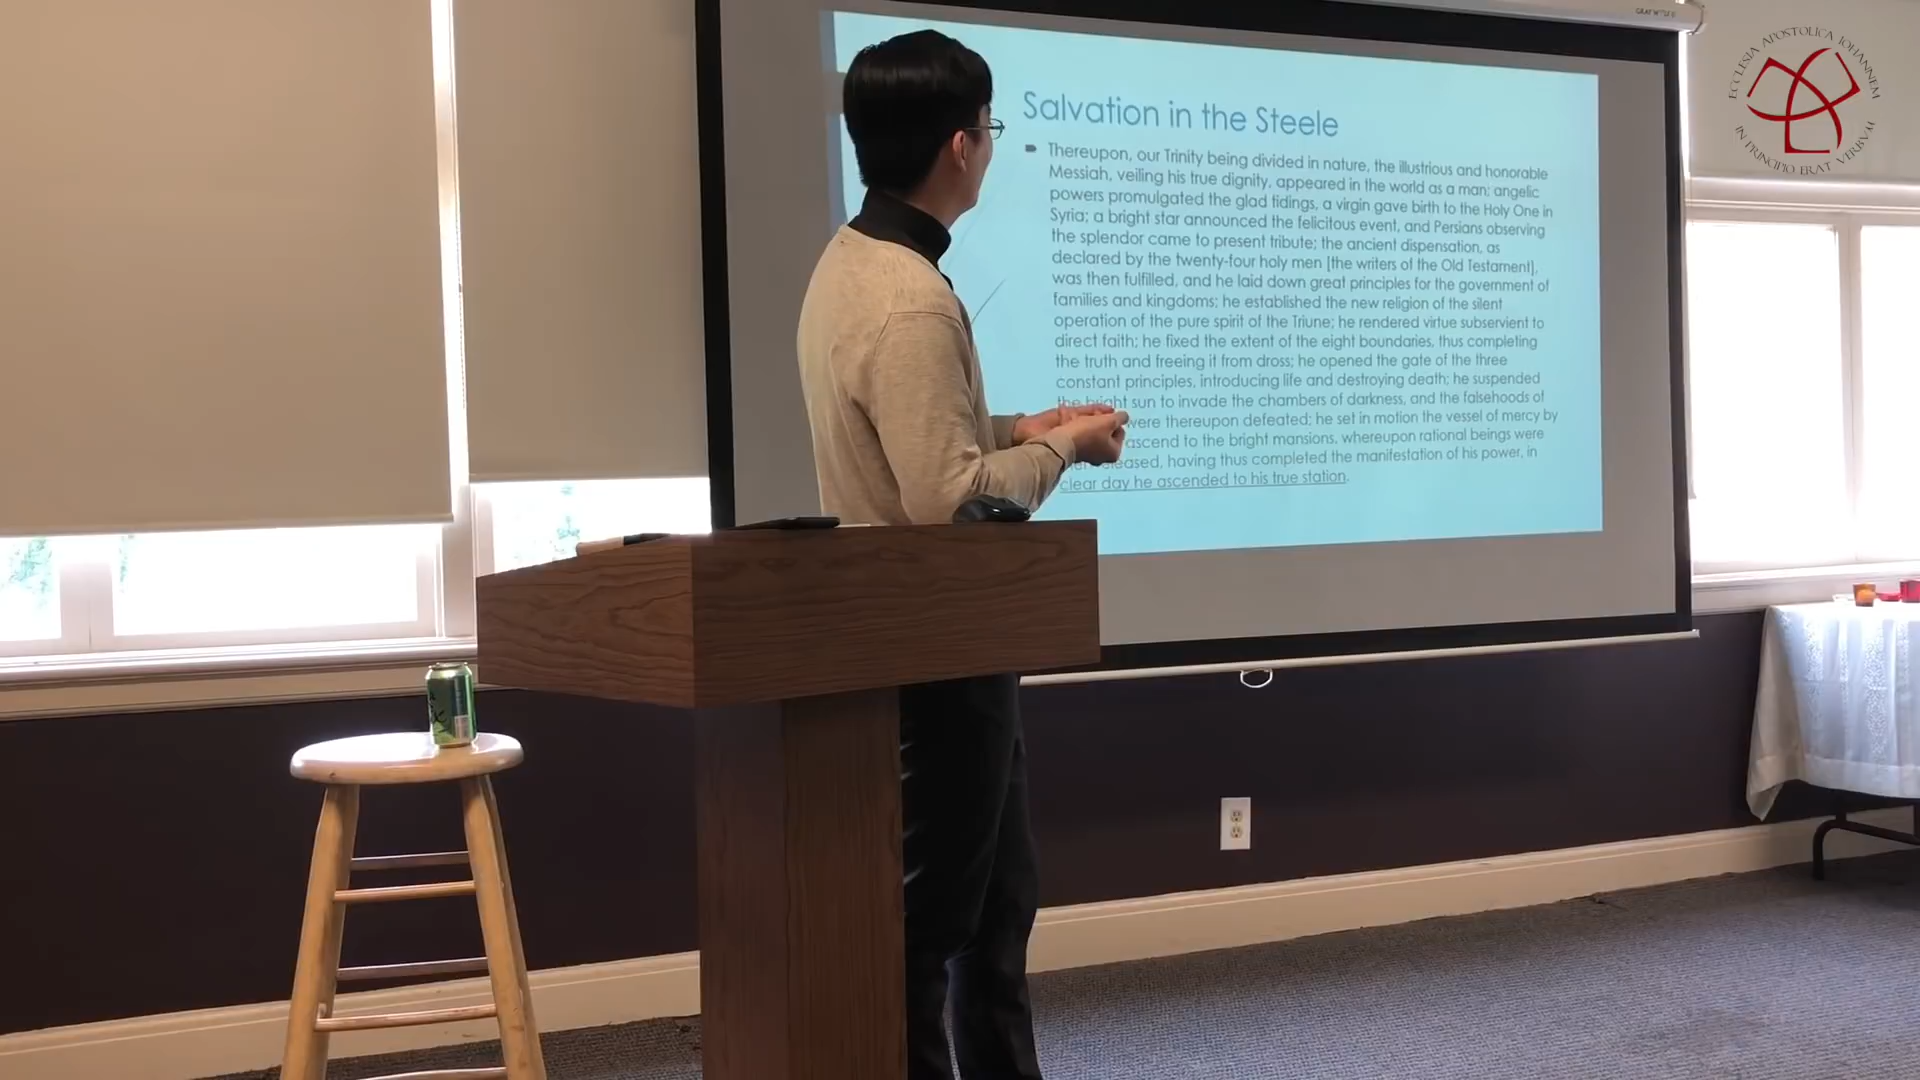 Salvation in the Steele
Thereupon, our Trinity being divided in nature, the illustrious and honorable
Messiah, veiling his true dignity, appeared in the world as a man; angelic
powers promulgated the glad tidings, a virgin gave birth to the Holy One in
Syria; a bright star announced the felicitous event, and Persians observing
the splendor came to present tribute; the ancient dispensation, as
declared by the twenty-four holy men [the writers of the Old Testament],
was then fulfilled, and he laid down great principles for the government of
families and kingdoms; he established the new religion of the silent
operation of the pure spirit of the Triune; he rendered virtue subservient to
direct faith; he fixed the extent of the eight boundaries, thus completing
the truth and freeing it from dross; he opened the gate of the three
constant principles, introducing life and destroying death; he suspended
the bright sun to invade the chambers of darkness, and the falsehoods of
were thereupon defeated; he set in motion the vessel of mercy by
ascend to the bright mansions, whereupon rational beings were
having thus completed the manifestation of his power, in
clear day he ascended to his true station.
ECCLESIA APOSTOLICA IOHANNEM
IN PRINCIPIO ERAT VERBVM